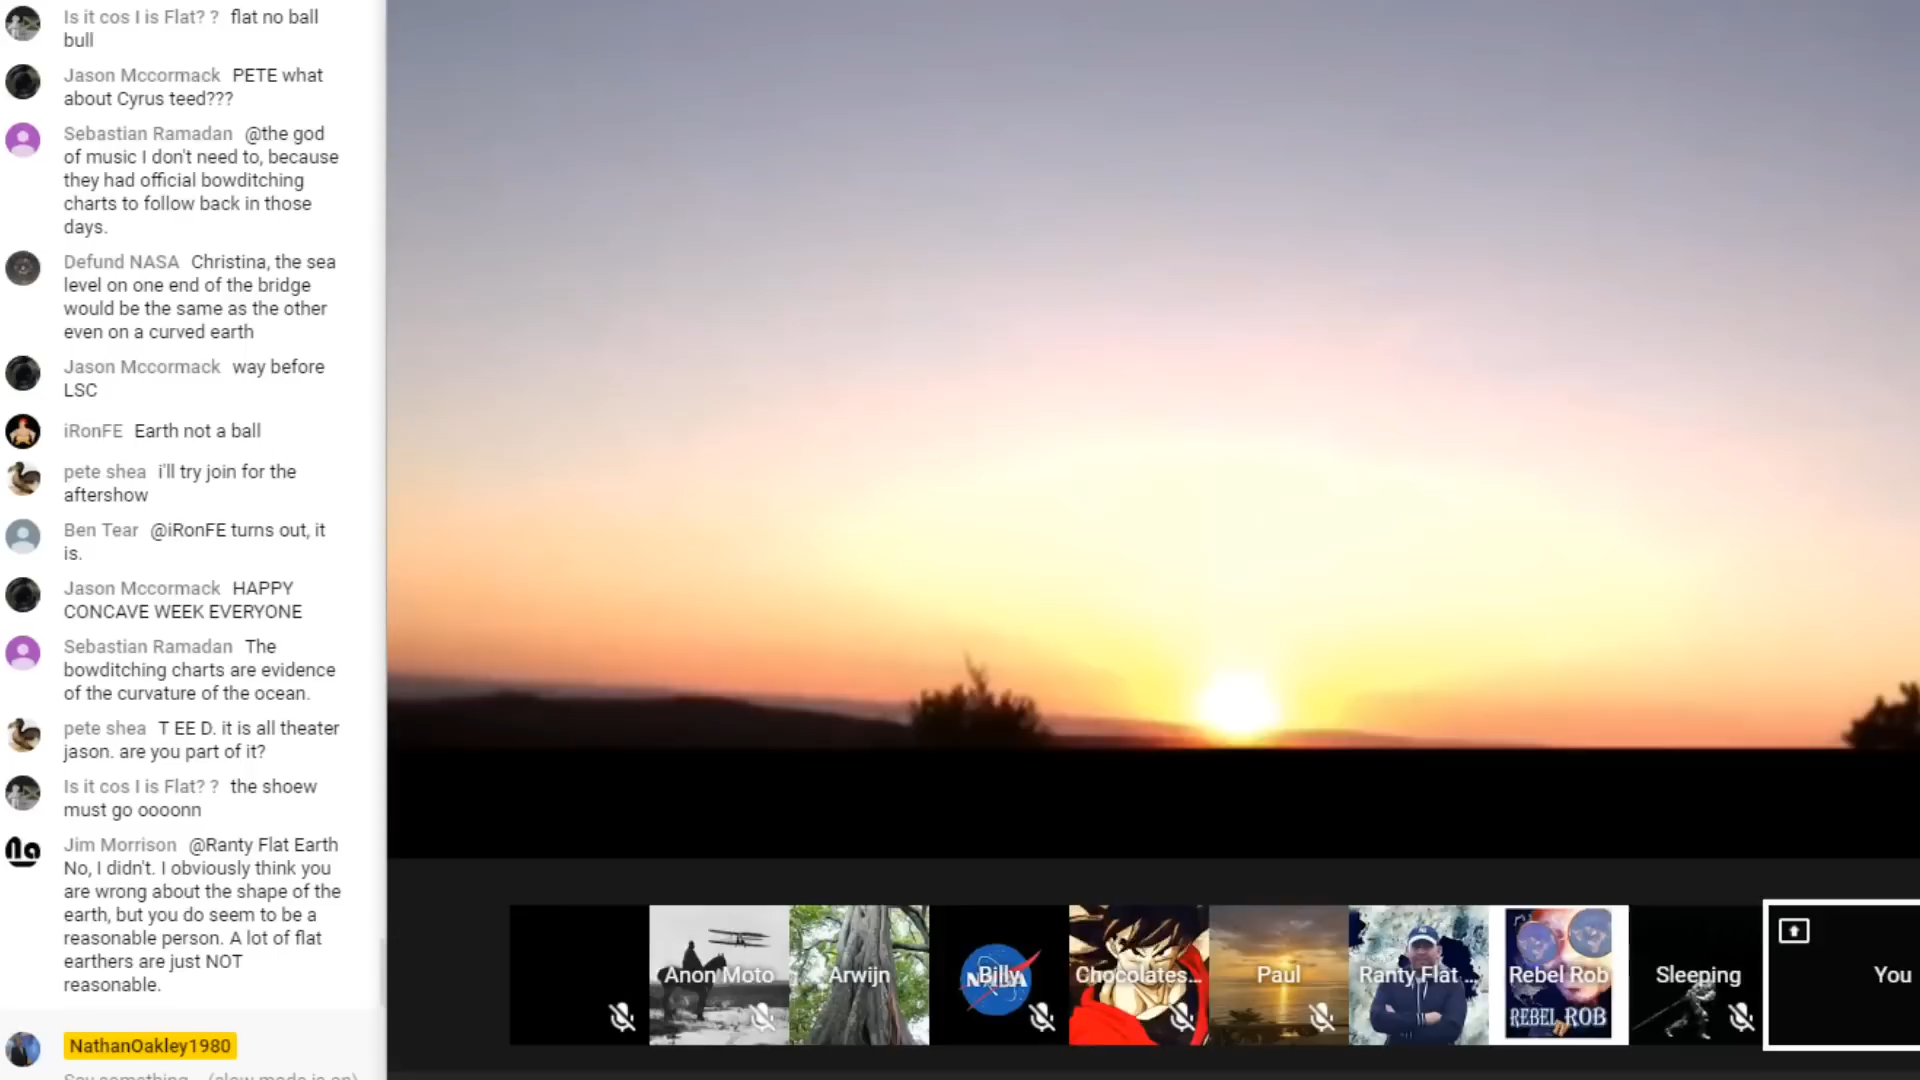 Is it cos I is Flat? ? flat no ball
bull
Jason Mccormack PETE what
about Cyrus teed???
Sebastian Ramadan @the god
of music I don't need to, because
they had official bowditching
charts to follow back in those
days.
Defund NASA Christina, the sea
level on one end of the bridge
would be the same as the other
even on a curved earth
Jason Mccormack way before
LSC
iRonFE Earth not a ball
pete shea i'll try join for the
aftershow
Ben Tear @iRonFE turns out, it
is.
Jason Mccormack HAPPY
CONCAVE WEEK EVERYONE
Sebastian Ramadan The
bowditching charts are evidence
of the curvature of the ocean.
pete shea T EE D. it is all theater
jason. are you part of it?
Is it cos I is Flat? ? the shoew
must go oooonn
Jim Morrison @Ranty Flat Earth
No, I didn't. I obviously think you
are wrong about the shape of the
earth, but you do seem to be a
reasonable person. A lot of flat
earthers are just NOT
reasonable.
NathanOakley1980
Say something... (slow mode is on)
Anon Moto
Arwijn
Billy
Chocolates...
Paul
Ranty Flat ...
Rebel Rob
REBEL ROB
Sleeping
You